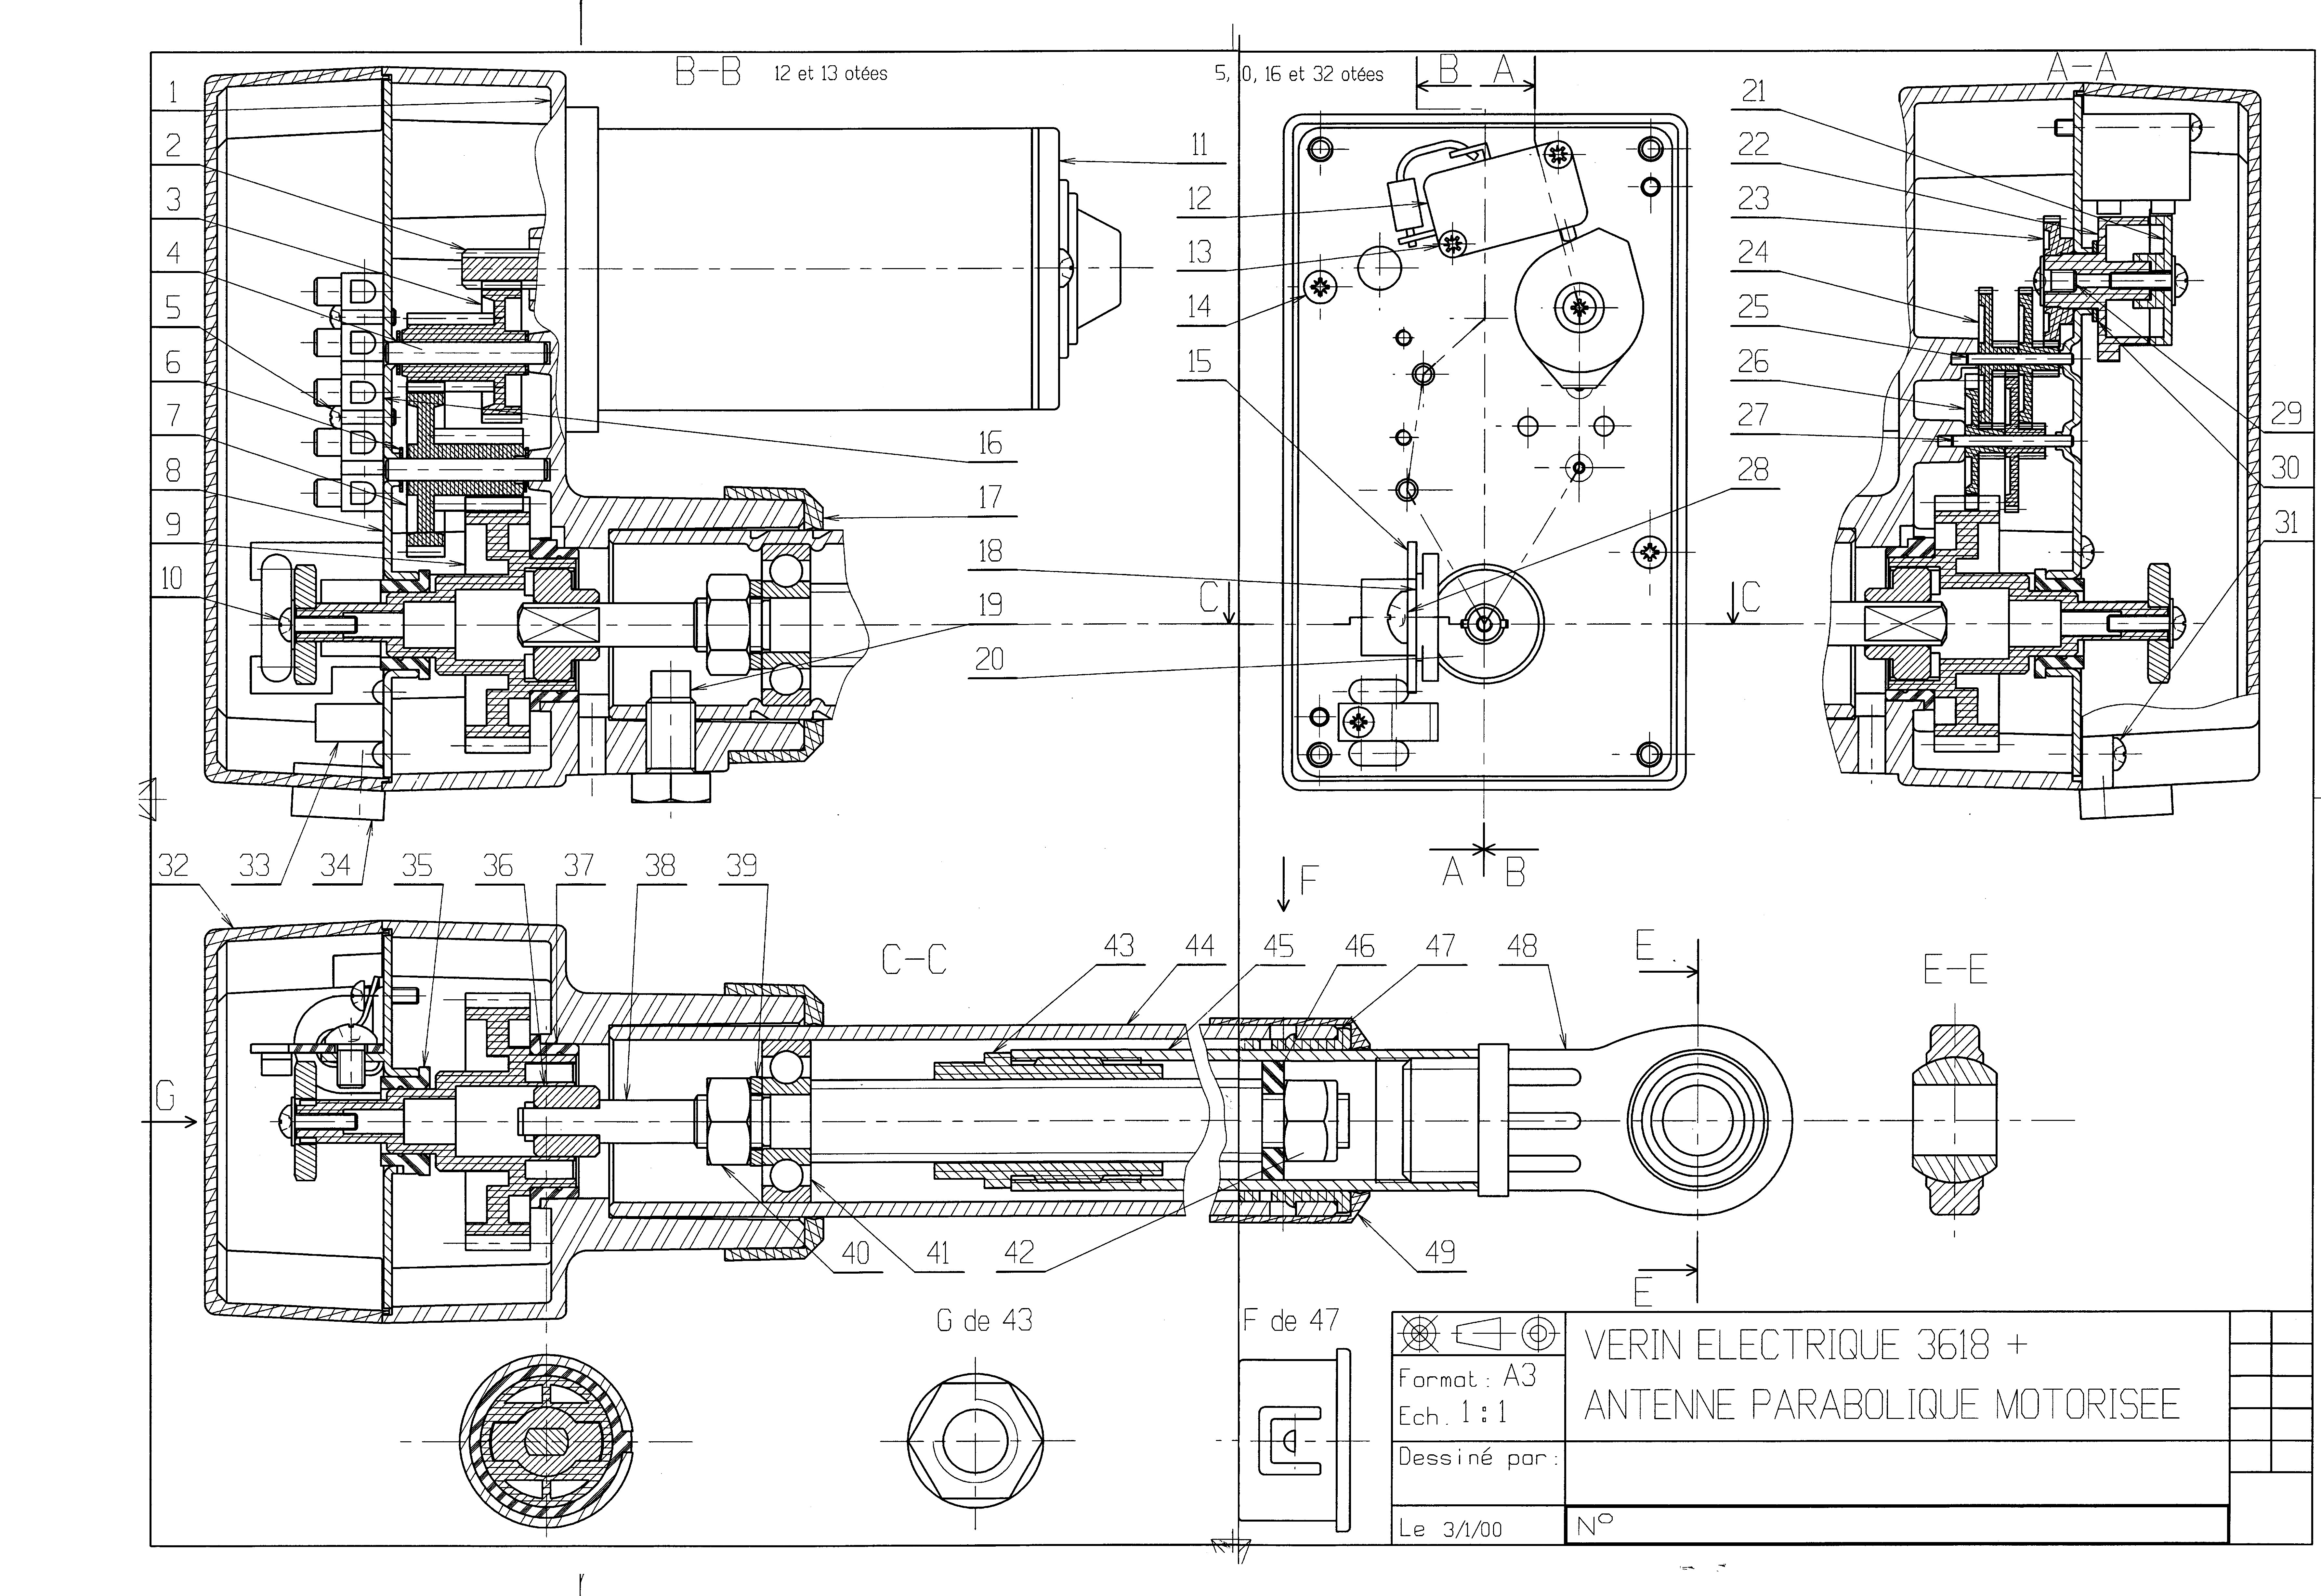 B-B 12 et 13 otées
5, 0, 16 et 32 otées
B A
A-A
1
2
3
4
5
6
7
8
9
10
11
12
13
14
15
16
17
18
19
20
21
22
23
24
25
26
27
28
29
30
31
C
C
A B
F
32 33 34 35 36 37 38 39
C-C
43 44 45 46 47 48
E
E-E
G
40 41 42 49
E
G de 43
F de 47
VERIN ELECTRIQUE 3618 +
ANTENNE PARABOLIQUE MOTORISEE
Format : A3
Ech. 1 : 1
Dessiné par :
Le 3/1/00
N°